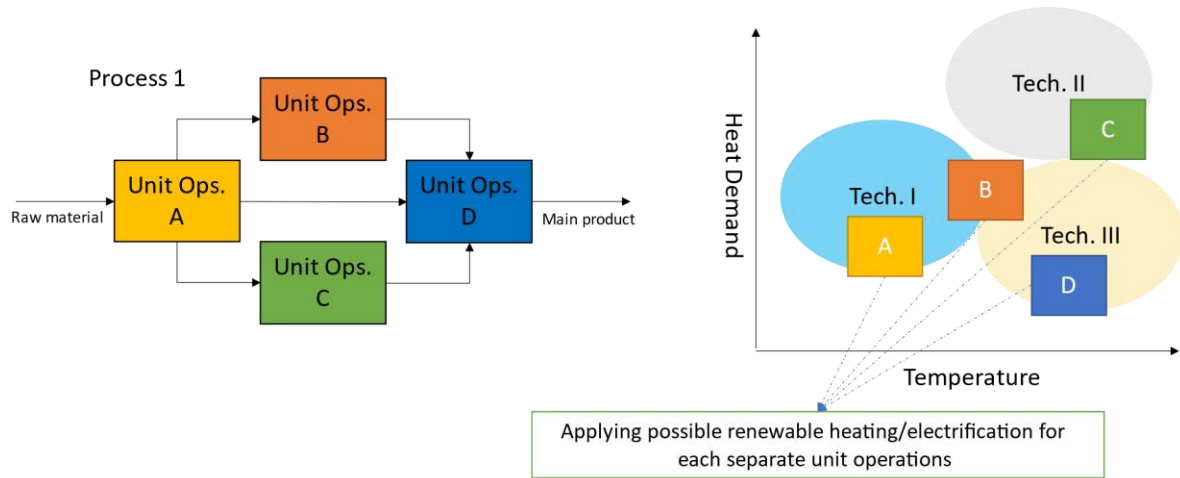 Process 1
Unit Ops.
B
Unit Ops.
A
Unit Ops.
D
Unit Ops.
C
Raw material
Main product
Heat Demand
Tech. II
C
B
Tech. I
A
Tech. III
D
Temperature
Applying possible renewable heating/electrification for
each separate unit operations